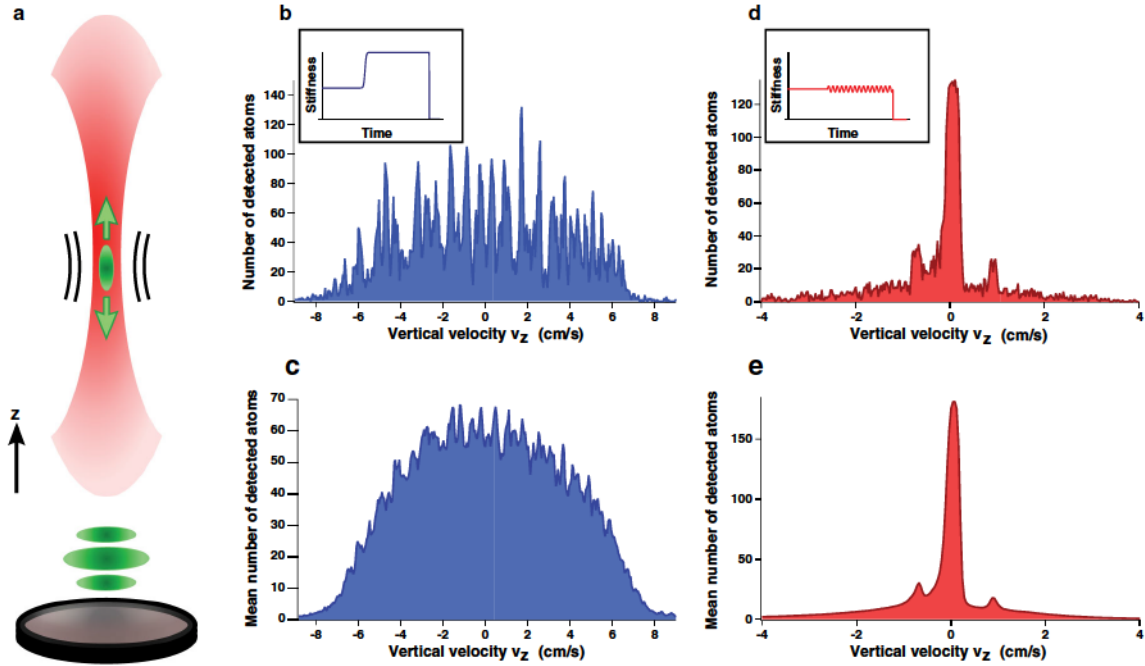 a
z
b
Stiffness
Time
Number of detected atoms
140
120
100
80
60
40
20
0
-8 -6 -4 -2 0 2 4 6 8
Vertical velocity vz (cm/s)
c
Mean number of detected atoms
70
60
50
40
30
20
10
0
-8 -6 -4 -2 0 2 4 6 8
Vertical velocity vz (cm/s)
d
Stiffness
Time
Number of detected atoms
120
100
80
60
40
20
0
-4 -2 0 2 4
Vertical velocity vz (cm/s)
e
Mean number of detected atoms
150
100
50
0
-4 -2 0 2 4
Vertical velocity vz (cm/s)